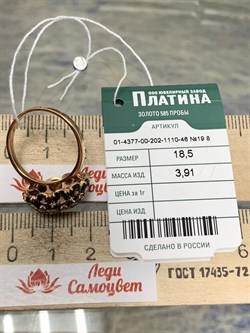 ООО ЮВЕЛИРНЫЙ ЗАВОД
ПЛАТИНА
ЗОЛОТО 585 ПРОБЫ
АРТИКУЛ
01-4377-00-202-1110-46 №19 8
РАЗМЕР 18,5
МАССА ИЗД. 3,91
ЦЕНА ЗА 1г
ЦЕНА ИЗД.
СДЕЛАНО В РОССИИ
Леди
Самоцвет
Леди
Самоцвет
ГОСТ 17435-72